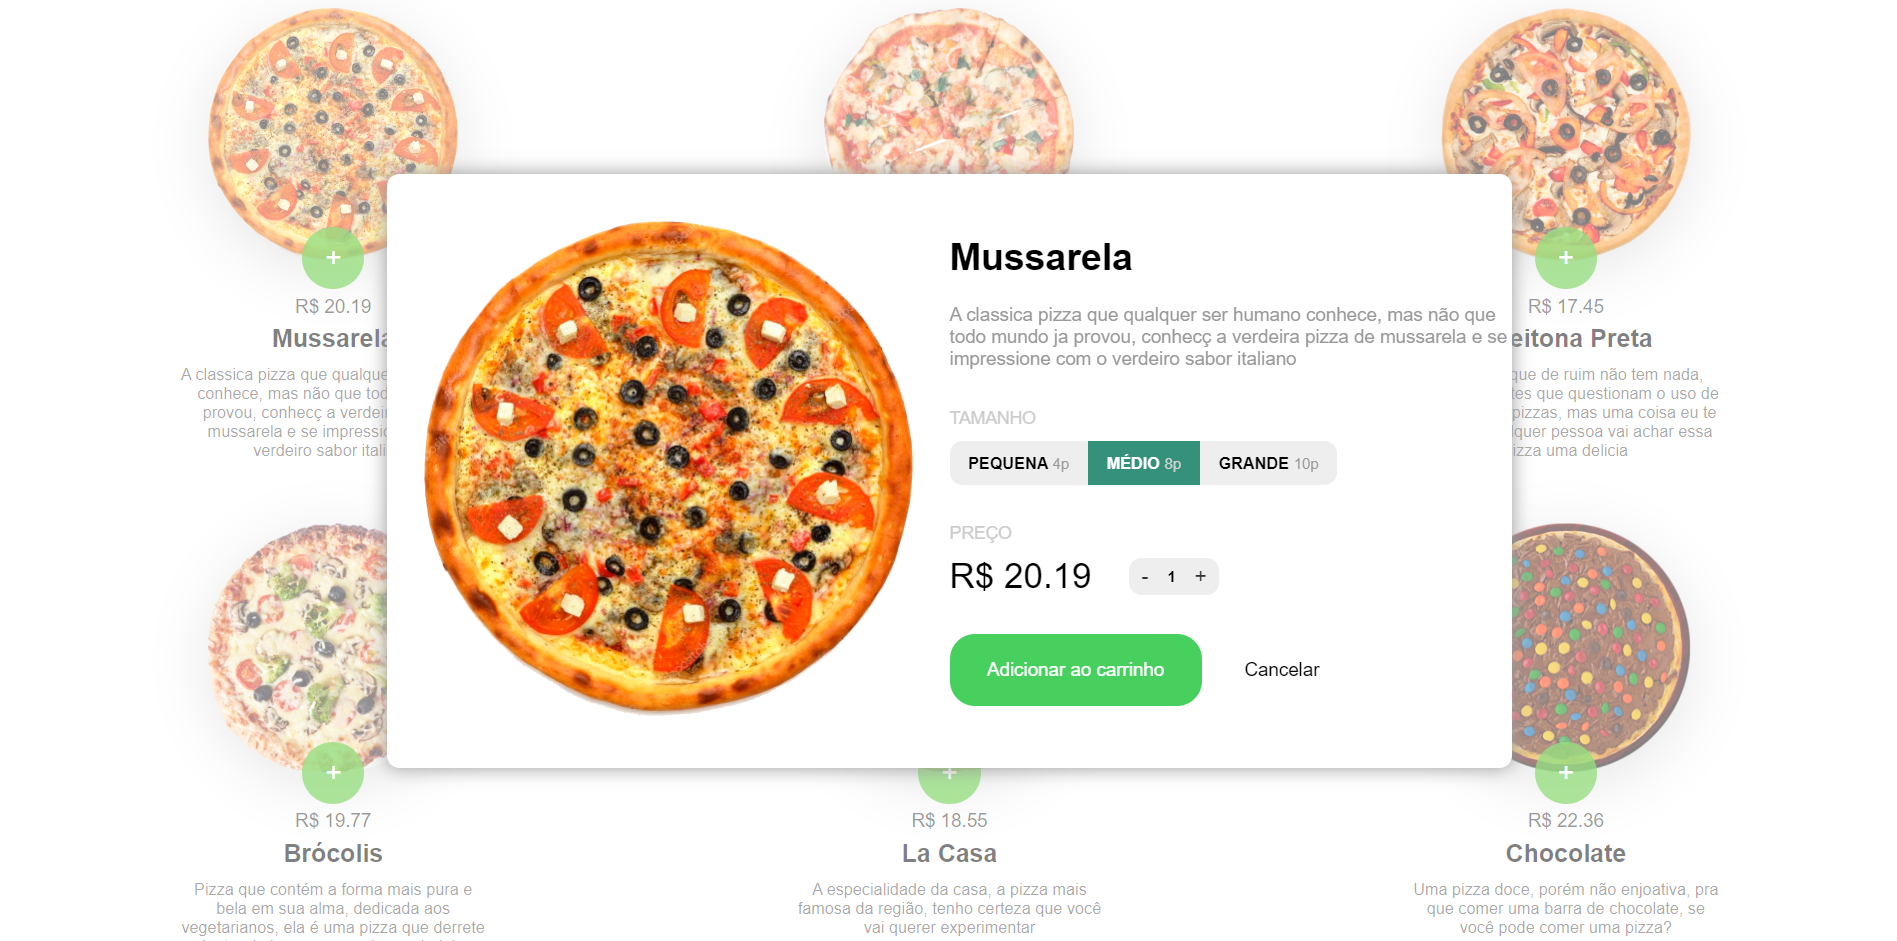 Mussarela
A classica pizza que qualquer ser humano conhece, mas não que
todo mundo ja provou, conhecç a verdeira pizza de mussarela e se
impressione com o verdeiro sabor italiano
TAMANHO
PEQUENA 4p MÉDIO 8p GRANDE 10p
PREÇO
R$ 20.19 - 1 +
Adicionar ao carrinho Cancelar
+
R$ 20.19
Mussarela
A classica pizza que qualque
conhece, mas não que tod
provou, conhecç a verdei
mussarela e se impressio
verdeiro sabor itali
+
R$ 17.45
eitona Preta
que de ruim não tem nada,
tes que questionam o uso de
pizzas, mas uma coisa eu te
lquer pessoa vai achar essa
izza uma delicia
+
R$ 19.77
Brócolis
Pizza que contém a forma mais pura e
bela em sua alma, dedicada aos
vegetarianos, ela é uma pizza que derrete
+
R$ 18.55
La Casa
A especialidade da casa, a pizza mais
famosa da região, tenho certeza que você
vai querer experimentar
+
R$ 22.36
Chocolate
Uma pizza doce, porém não enjoativa, pra
que comer uma barra de chocolate, se
você pode comer uma pizza?